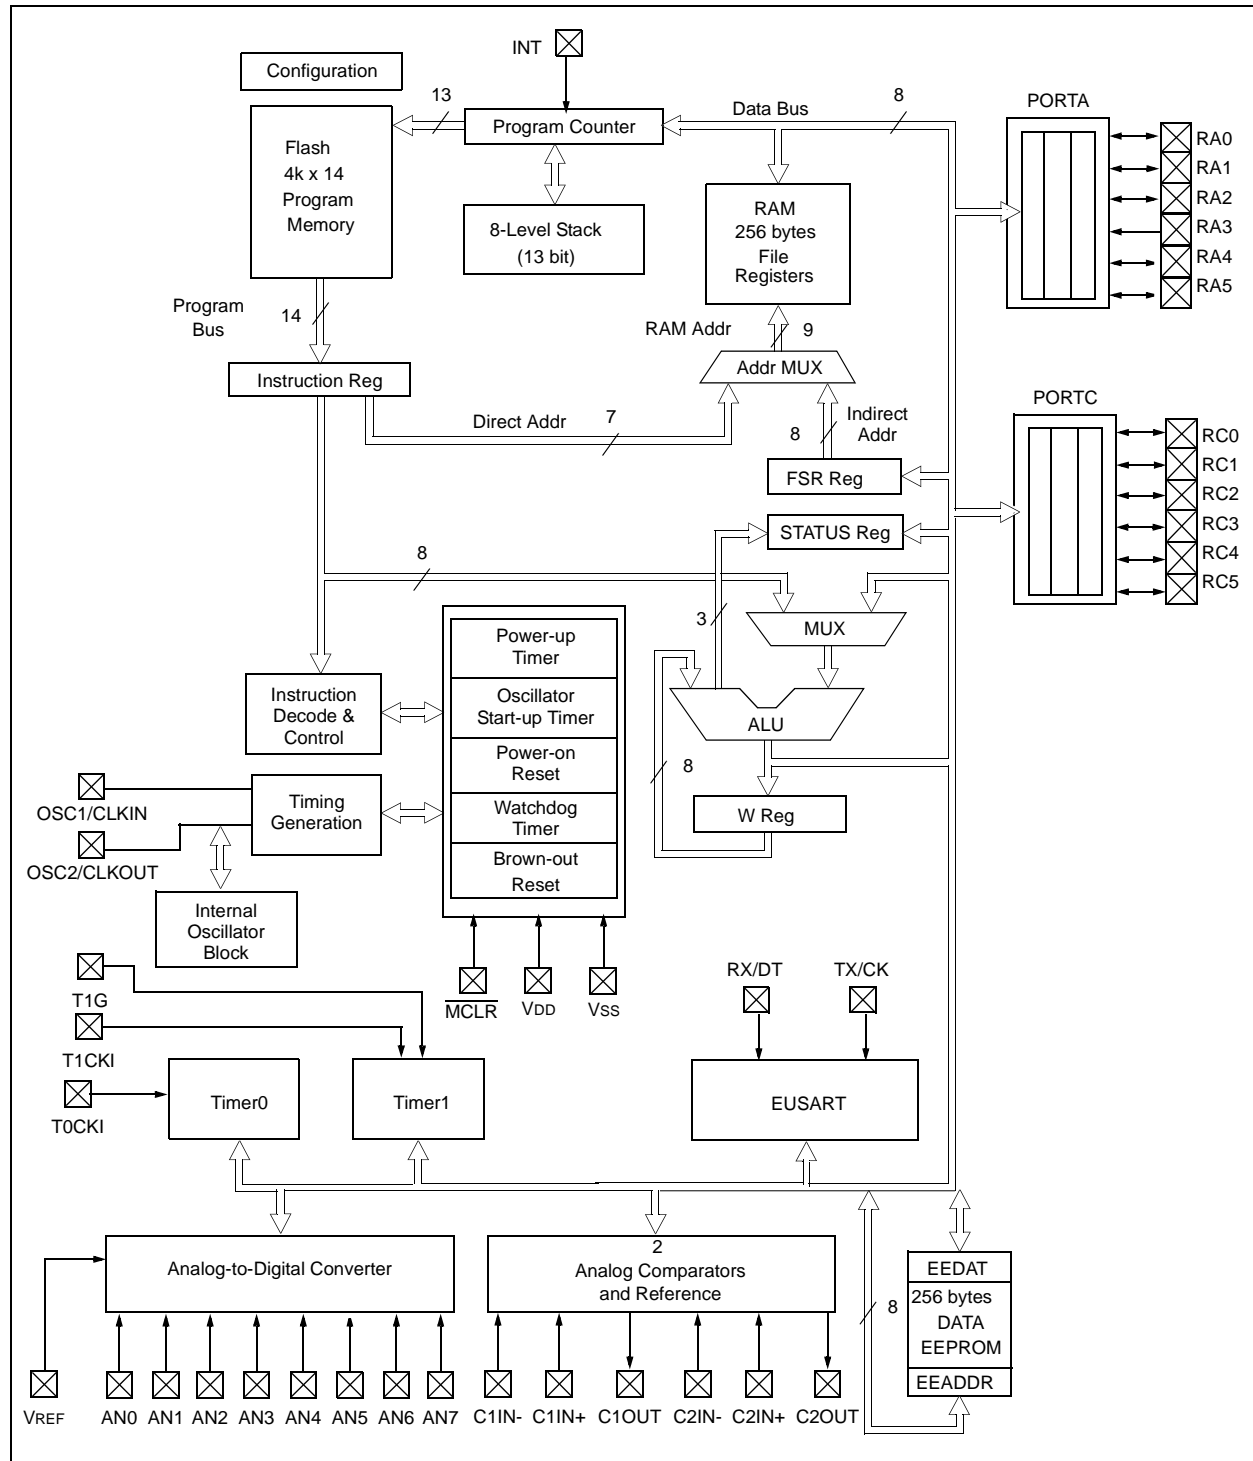 INT
Configuration
13
Program Counter
Data Bus
8
PORTA
Flash
4k x 14
Program
Memory
8-Level Stack
(13 bit)
RAM
256 bytes
File
Registers
RA0
RA1
RA2
RA3
RA4
RA5
Program
Bus
14
RAM Addr
9
Addr MUX
Instruction Reg
Direct Addr
7
8
Indirect
Addr
FSR Reg
STATUS Reg
PORTC
RC0
RC1
RC2
RC3
RC4
RC5
8
3
MUX
ALU
8
W Reg
Power-up
Timer
Oscillator
Start-up Timer
Power-on
Reset
Watchdog
Timer
Brown-out
Reset
Instruction
Decode &
Control
OSC1/CLKIN
Timing
Generation
OSC2/CLKOUT
Internal
Oscillator
Block
MCLR
VDD
VSS
RX/DT
TX/CK
T1G
T1CKI
T0CKI
Timer0
Timer1
EUSART
Analog-to-Digital Converter
2
Analog Comparators
and Reference
8
EEDAT
256 bytes
DATA
EEPROM
EEADDR
VREF
AN0
AN1
AN2
AN3
AN4
AN5
AN6
AN7
C1IN-
C1IN+
C1OUT
C2IN-
C2IN+
C2OUT